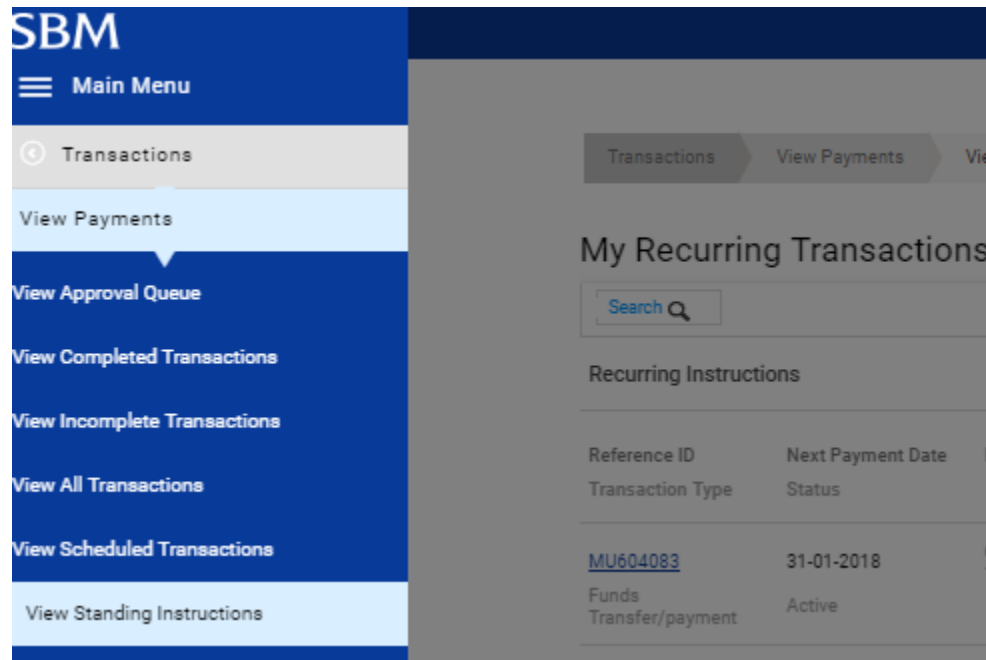 SBM
Main Menu
Transactions
View Payments
View Approval Queue
View Completed Transactions
View Incomplete Transactions
View All Transactions
View Scheduled Transactions
View Standing Instructions
Transactions View Payments
My Recurring Transactions
Search
Recurring Instructions
Reference ID Next Payment Date
Transaction Type Status
MU604083 31-01-2018
Funds
Transfer/payment Active